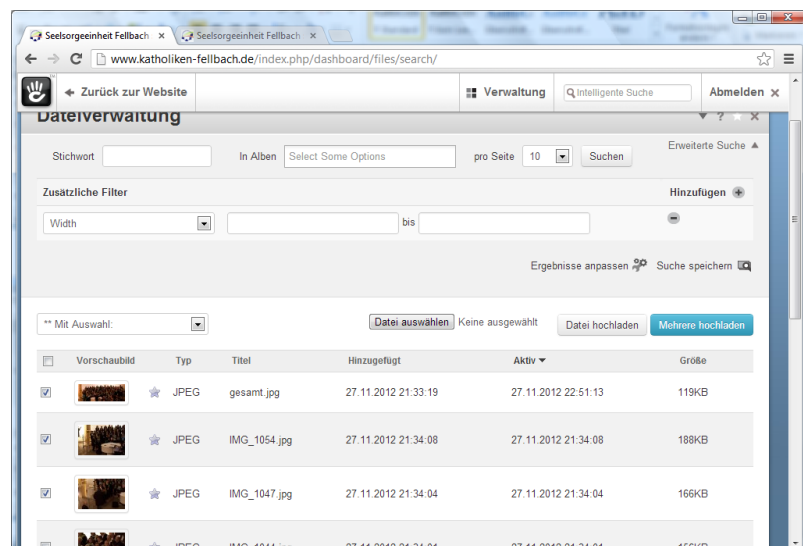 Seelsorgeeinheit Fellbach × Seelsorgeeinheit Fellbach ×
www.katholiken-fellbach.de/index.php/dashboard/files/search/
Zurück zur Website Verwaltung Intelligente Suche Abmelden
Dateiverwaltung ?
Stichwort In Alben Select Some Options pro Seite 10 Suchen Erweiterte Suche
Zusätzliche Filter Hinzufügen
Width bis
Ergebnisse anpassen Suche speichern
** Mit Auswahl: Datei auswählen Keine ausgewählt Datei hochladen Mehrere hochladen
Vorschaubild Typ Titel Hinzugefügt Aktiv Größe
JPEG gesamt.jpg 27.11.2012 21:33:19 27.11.2012 22:51:13 119KB
JPEG IMG_1054.jpg 27.11.2012 21:34:08 27.11.2012 21:34:08 188KB
JPEG IMG_1047.jpg 27.11.2012 21:34:04 27.11.2012 21:34:04 166KB